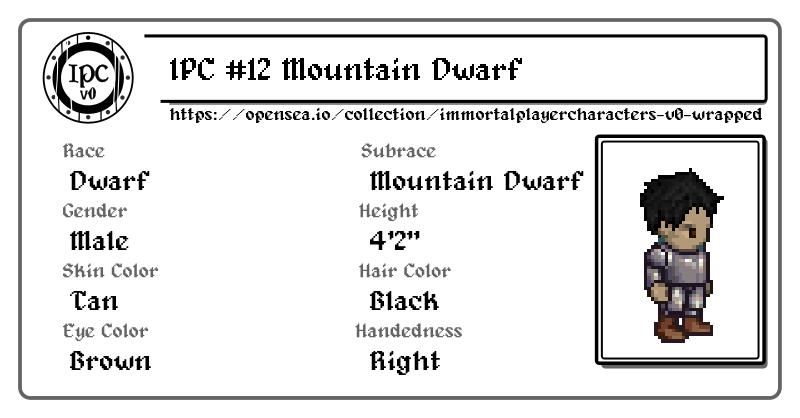 IPC
v0
IPC #12 Mountain Dwarf
https://opensea.io/collection/immortalplayercharacters-v0-wrapped
Race
Subrace
Dwarf
Mountain Dwarf
Gender
Height
Male
4'2"
Skin Color
Hair Color
Tan
Black
Eye Color
Handedness
Brown
Right